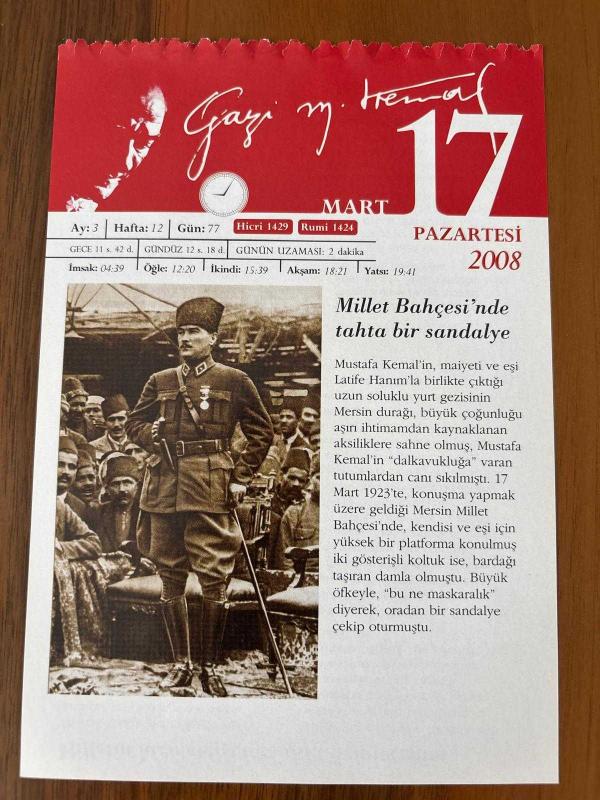 Gazi M. Kemal
MART 17
PAZARTESİ
2008
Ay: 3 Hafta: 12 Gün: 77 Hicri 1429 Rumi 1424
GECE 11 s. 42 d. GÜNDÜZ 12 s. 18 d. GÜNÜN UZAMASI: 2 dakika
İmsak: 04:39 Öğle: 12:20 İkindi: 15:39 Akşam: 18:21 Yatsı: 19:41
Millet Bahçesi’nde
tahta bir sandalye
Mustafa Kemal’in, maiyeti ve eşi
Latife Hanım’la birlikte çıktığı
uzun soluklu yurt gezisinin
Mersin durağı, büyük çoğunluğu
aşırı ihtimamdan kaynaklanan
aksiliklere sahne olmuş, Mustafa
Kemal’in “dalkavukluğa” varan
tutumlardan canı sıkılmıştı. 17
Mart 1923’te, konuşma yapmak
üzere geldiği Mersin Millet
Bahçesi’nde, kendisi ve eşi için
yüksek bir platforma konulmuş
iki gösterişli koltuk ise, bardağı
taşıran damla olmuştu. Büyük
öfkeyle, “bu ne maskaralık”
diyerek, oradan bir sandalye
çekip oturmuştu.